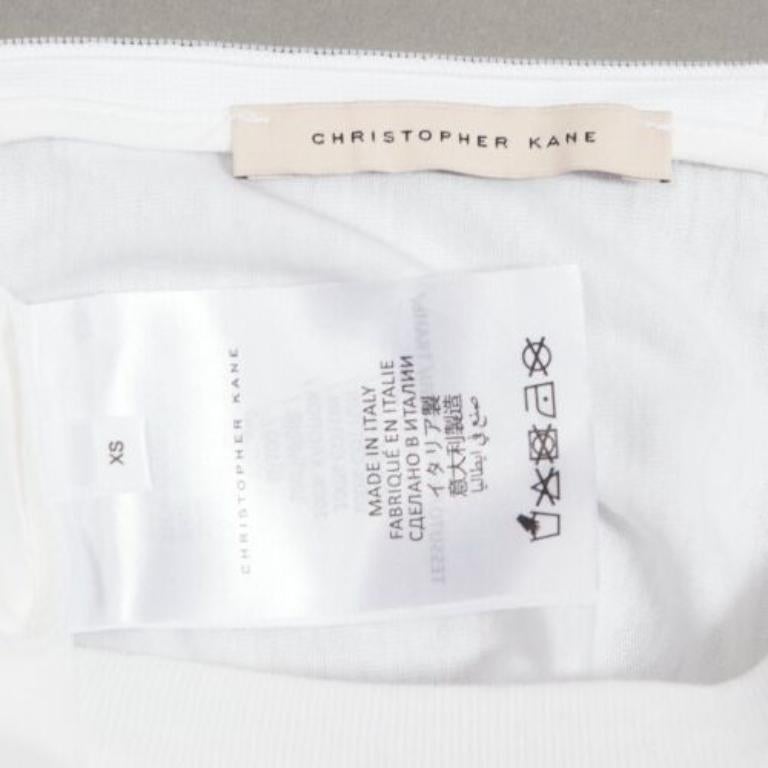 CHRISTOPHER KANE
XS
CHRISTOPHER KANE
MADE IN ITALY
FABRIQUÉ EN ITALIE
СДЕЛАНО В ИТАЛИИ
イタリア製
意大利製造
صنع في ايطاليا